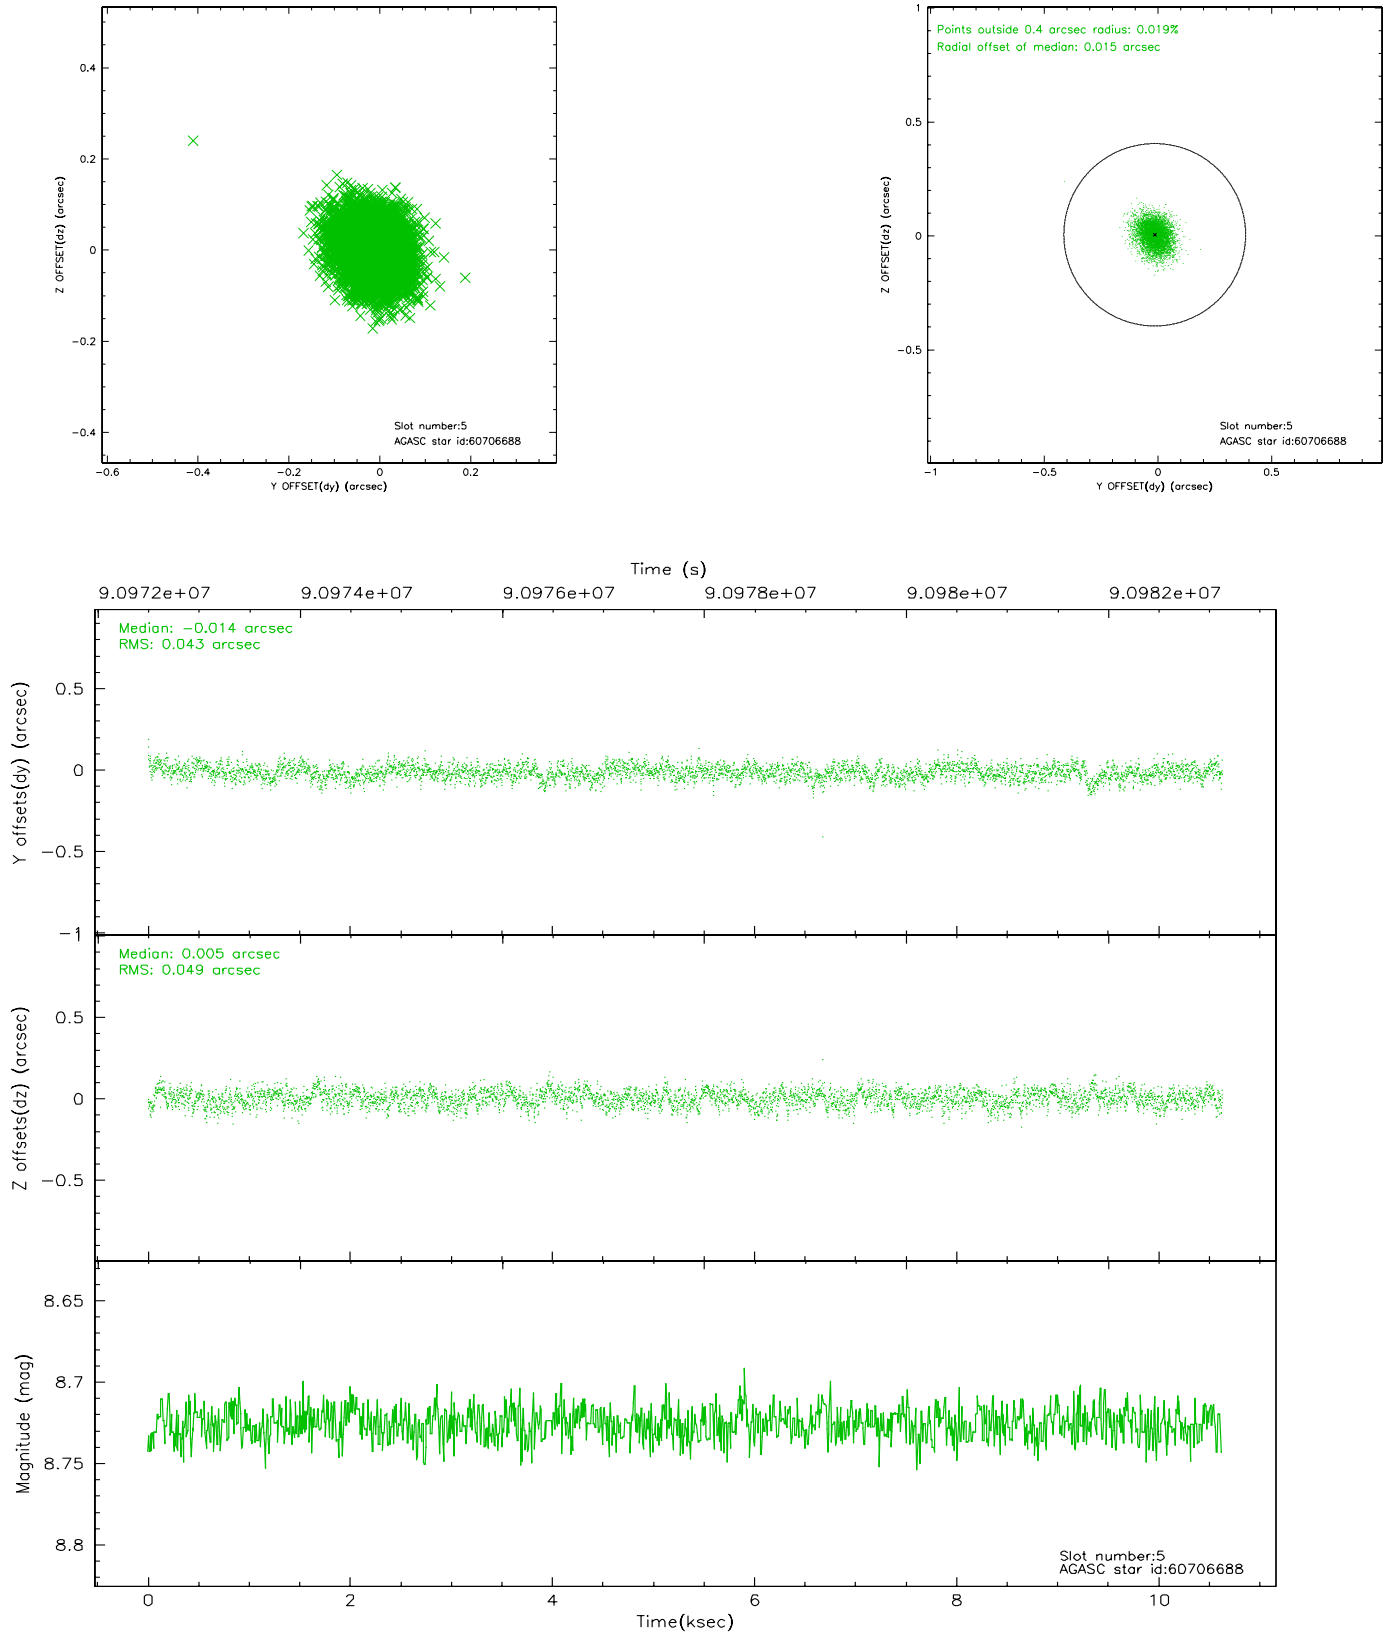 0.4
0.2
0
−0.2
−0.4
Z OFFSET(dz) (arcsec)
Slot number:5
AGASC star id:60706688
−0.6 −0.4 −0.2 0 0.2
Y OFFSET(dy) (arcsec)
Points outside 0.4 arcsec radius: 0.019%
Radial offset of median: 0.015 arcsec
1
0.5
0
−0.5
Z OFFSET(dz) (arcsec)
Slot number:5
AGASC star id:60706688
−1 −0.5 0 0.5
Y OFFSET(dy) (arcsec)
Time (s)
9.0972e+07 9.0974e+07 9.0976e+07 9.0978e+07 9.098e+07 9.0982e+07
Median: −0.014 arcsec
RMS: 0.043 arcsec
0.5
0
−0.5
−1
Y offsets(dy) (arcsec)
Median: 0.005 arcsec
RMS: 0.049 arcsec
0.5
0
−0.5
Z offsets(dz) (arcsec)
8.65
8.7
8.75
8.8
Magnitude (mag)
Slot number:5
AGASC star id:60706688
0 2 4 6 8 10
Time(ksec)